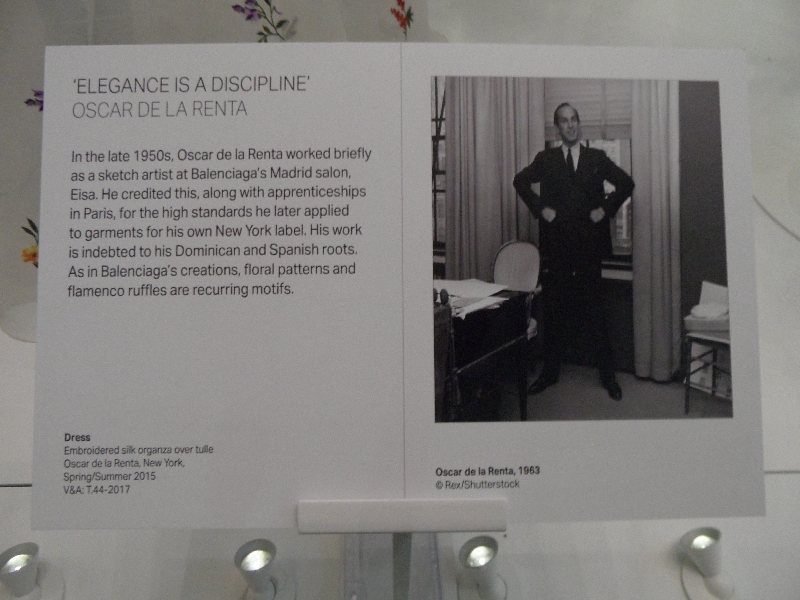 'ELEGANCE IS A DISCIPLINE'
OSCAR DE LA RENTA
In the late 1950s, Oscar de la Renta worked briefly
as a sketch artist at Balenciaga's Madrid salon,
Eisa. He credited this, along with apprenticeships
in Paris, for the high standards he later applied
to garments for his own New York label. His work
is indebted to his Dominican and Spanish roots.
As in Balenciaga's creations, floral patterns and
flamenco ruffles are recurring motifs.
Dress
Embroidered silk organza over tulle
Oscar de la Renta, New York,
Spring/Summer 2015
V&A: T.44-2017
Oscar de la Renta, 1963
© Rex/Shutterstock